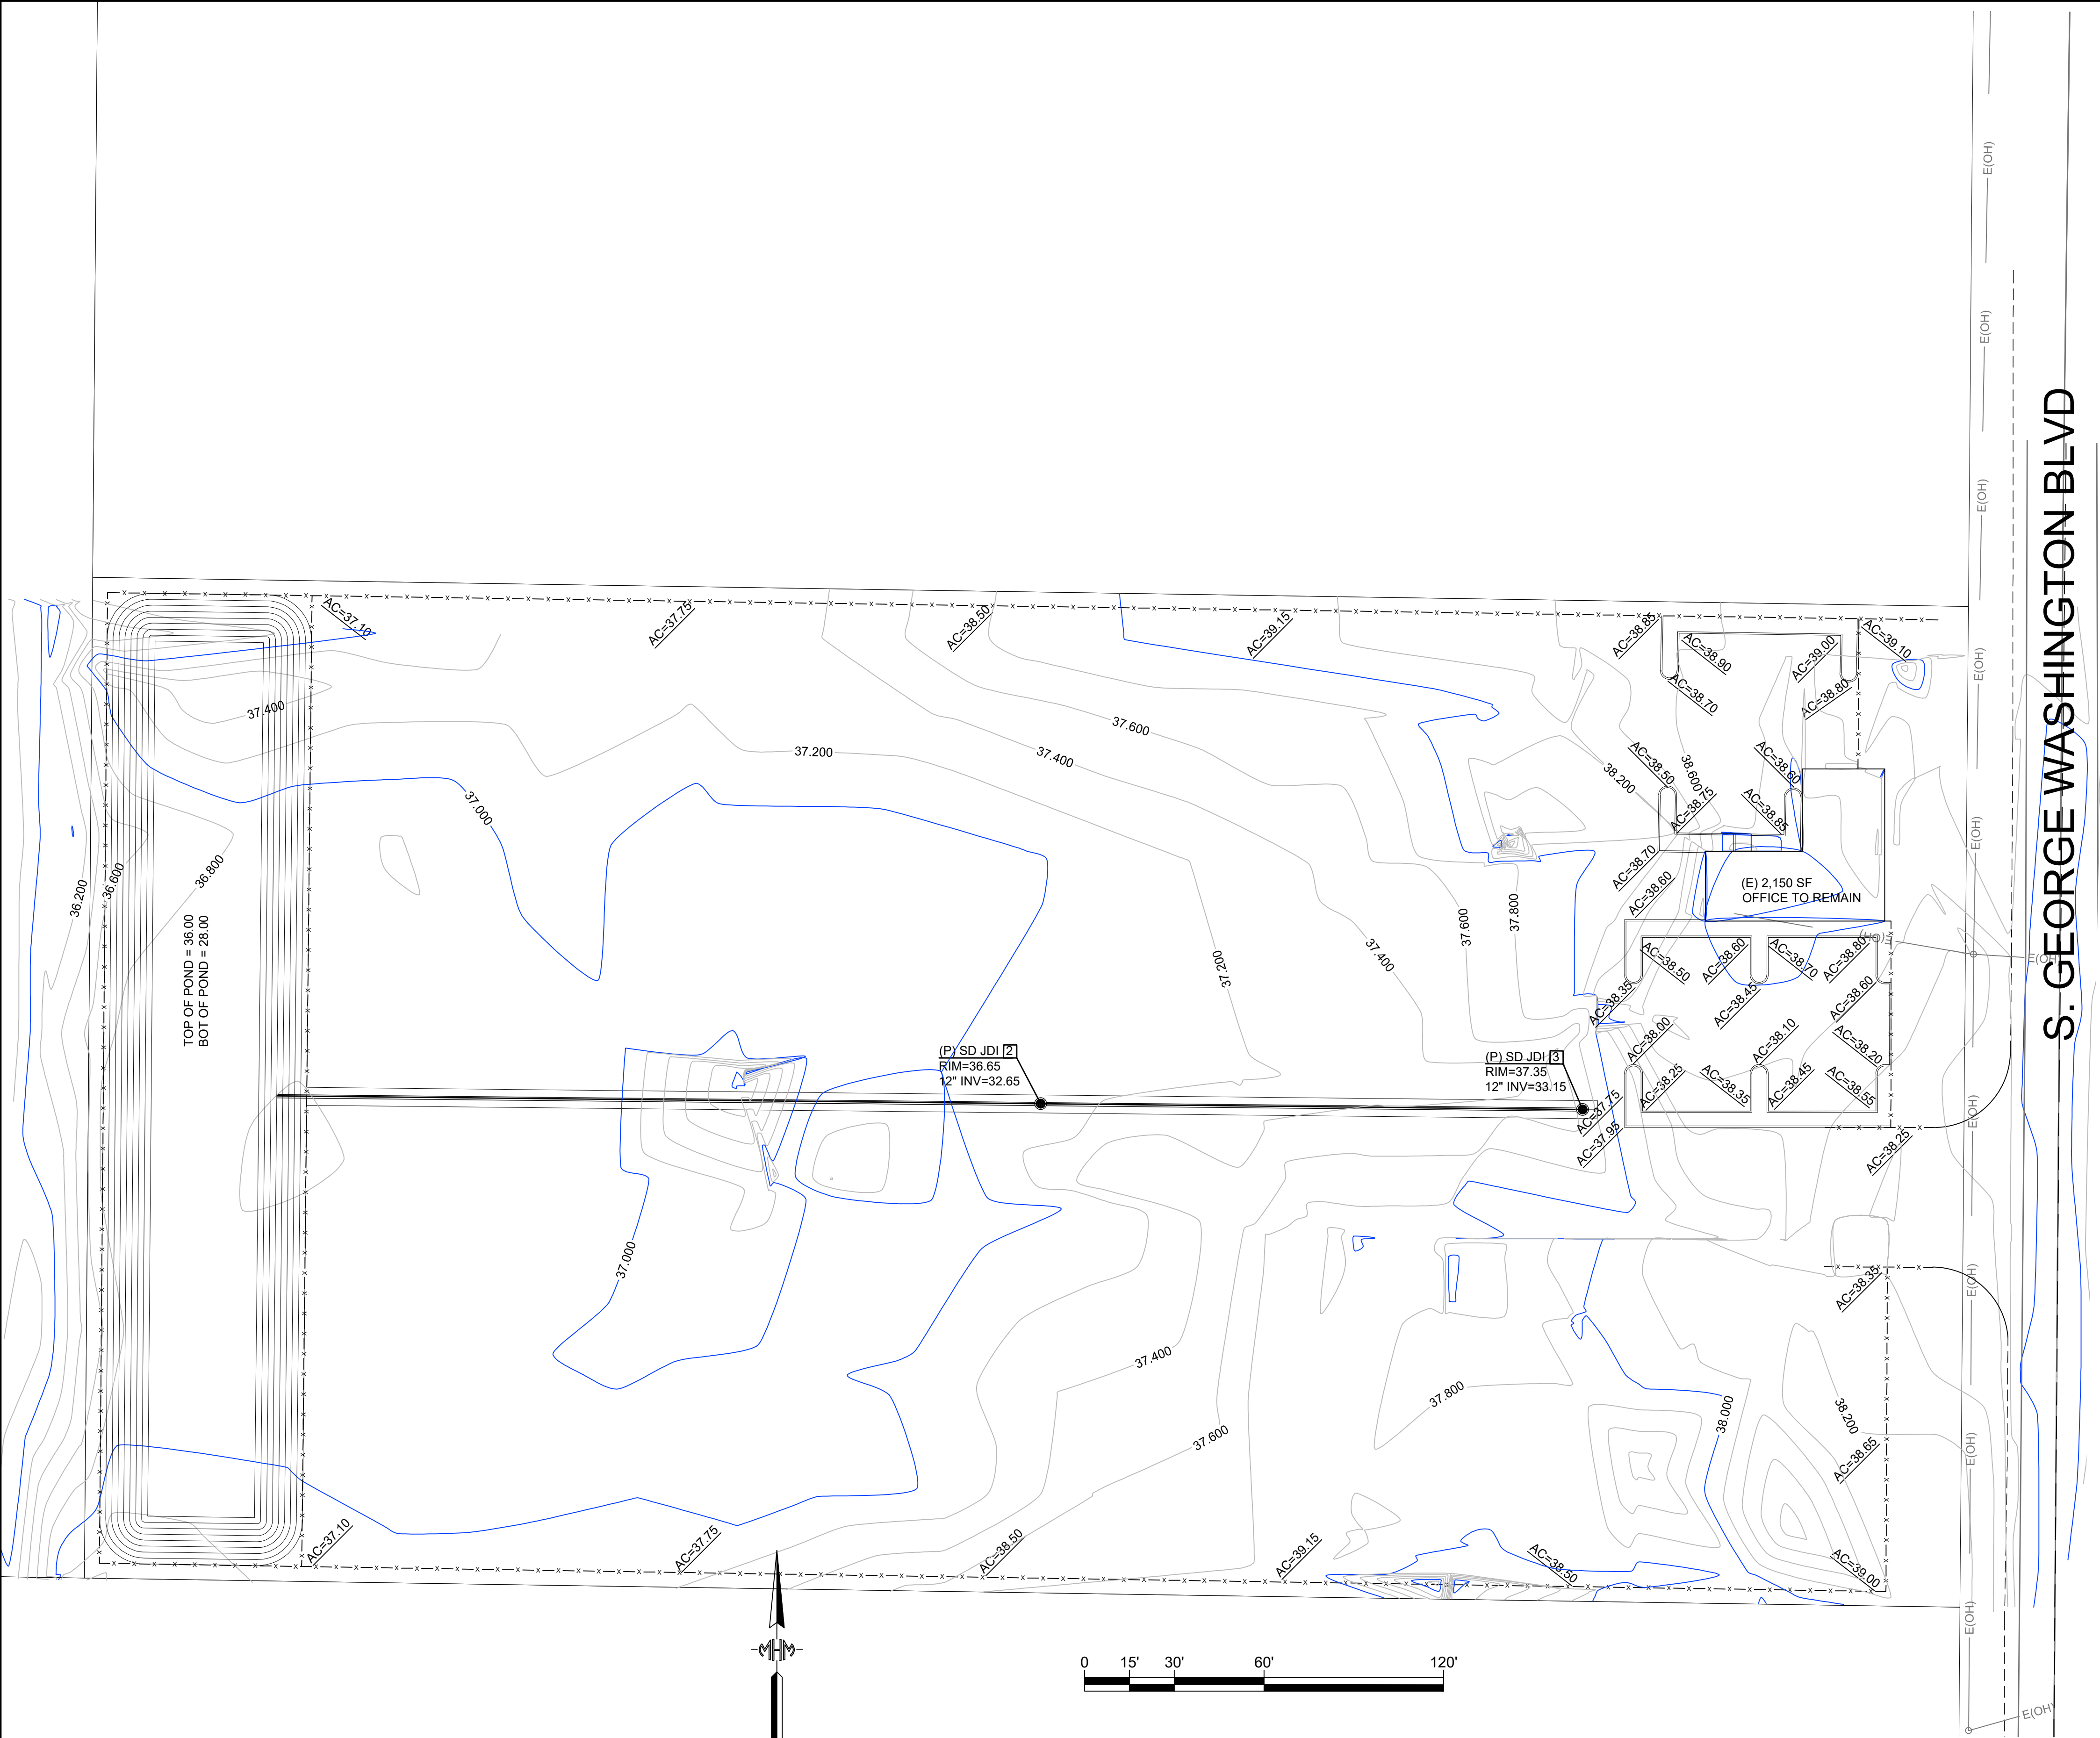 E(OH)
E(OH)
E(OH)
E(OH)
E(OH)
E(OH)
E(OH)
E(OH)
E(OH)
E(OH)
E(OH)
E(OH)
E(OH)
S. GEORGE WASHINGTON BLVD
AC=37.10
AC=37.75
AC=38.50
AC=39.15
AC=38.85
AC=38.90
AC=39.00
AC=39.10
AC=38.70
AC=38.80
37.400
37.600
37.400
37.200
37.000
38.200
38.600
AC=38.50
AC=38.60
AC=38.75
AC=38.85
AC=38.70
AC=38.60
36.200
36.600
36.800
TOP OF POND = 36.00
BOT OF POND = 28.00
(E) 2,150 SF
OFFICE TO REMAIN
37.600
37.800
37.400
37.200
AC=38.50
AC=38.60
AC=38.70
AC=38.80
AC=38.35
AC=38.45
AC=38.60
AC=38.00
AC=38.10
AC=38.20
AC=38.25
AC=38.35
AC=38.45
AC=38.55
(P) SD JDI 2
RIM=36.65
12" INV=32.65
(P) SD JDI 3
RIM=37.35
12" INV=33.15
AC=37.75
AC=37.95
AC=38.25
37.000
37.400
37.600
37.800
38.000
38.200
AC=38.35
AC=38.65
AC=37.10
AC=37.75
AC=38.50
AC=39.15
AC=38.50
AC=39.00
MHM
0 15' 30' 60' 120'